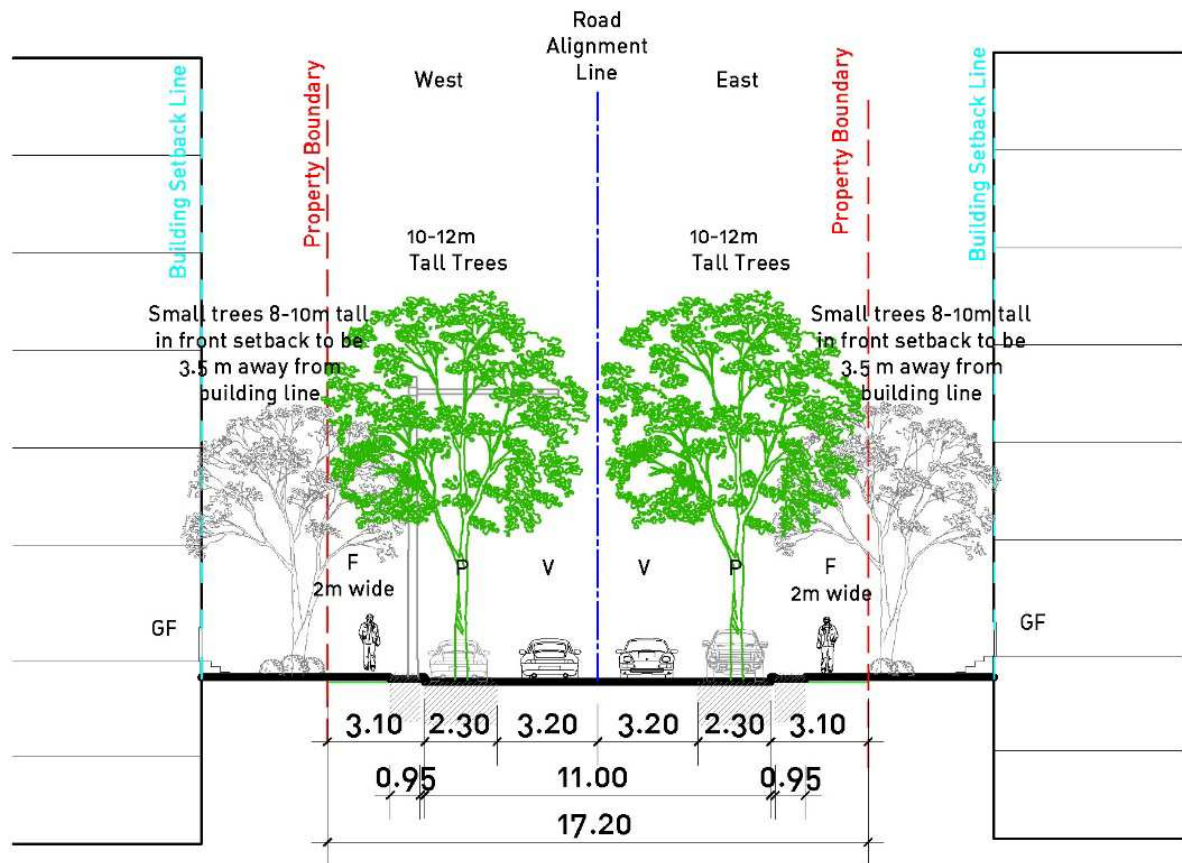 Road
Alignment
Line
West
East
Building Setback Line
Property Boundary
Property Boundary
Building Setback Line
10-12m
Tall Trees
10-12m
Tall Trees
Small trees 8-10m tall
in front setback to be
3.5 m away from
building line
Small trees 8-10m tall
in front setback to be
3.5 m away from
building line
F
2m wide
P
V
V
P
F
2m wide
GF
GF
3.10 2.30 3.20 3.20 2.30 3.10
0.95 11.00 0.95
17.20